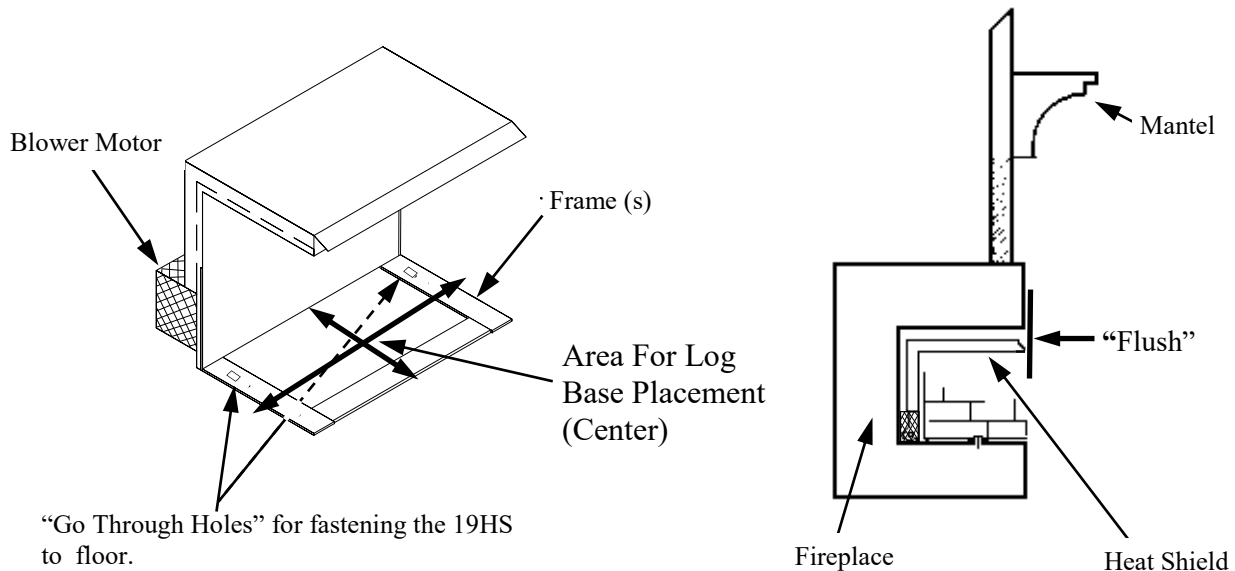 Blower Motor
Frame (s)
Area For Log
Base Placement
(Center)
“Go Through Holes” for fastening the 19HS
to floor.
Mantel
“Flush”
Fireplace
Heat Shield